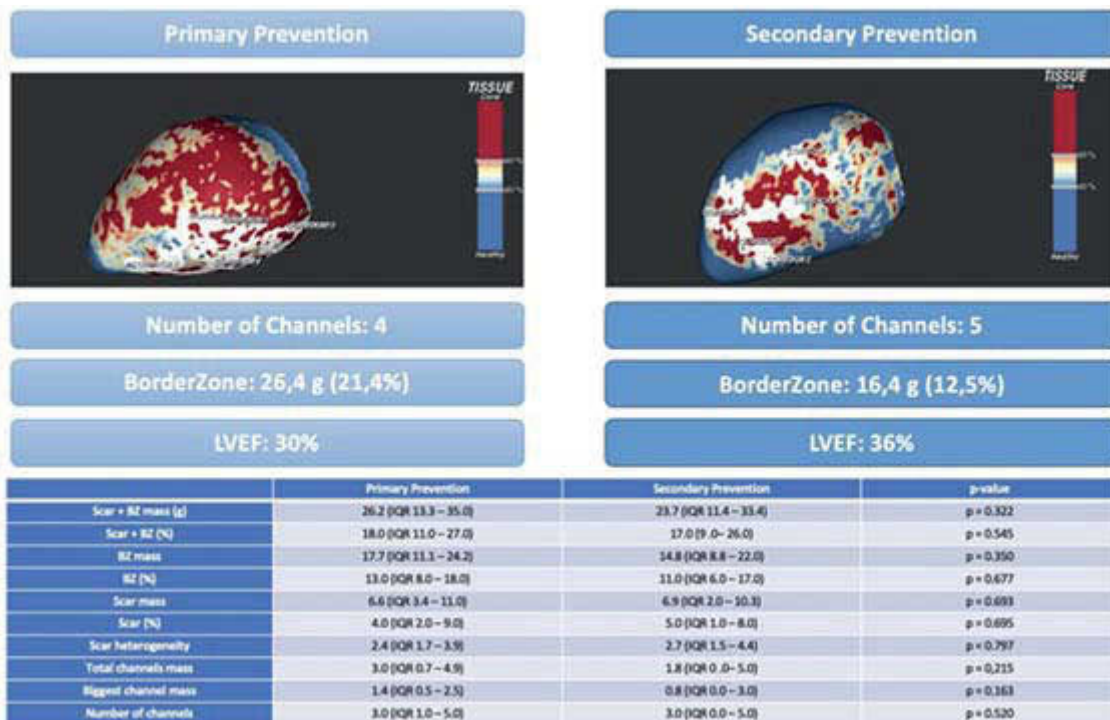 Primary Prevention
Secondary Prevention
TISSUE
Core
Healthy
TISSUE
Core
Healthy
Number of Channels: 4
Number of Channels: 5
BorderZone: 26,4 g (21,4%)
BorderZone: 16,4 g (12,5%)
LVEF: 30%
LVEF: 36%
Primary Prevention Secondary Prevention p-value
Scar + BZ mass (g) 26.2 (IQR 13.3 – 35.0) 23.7 (IQR 11.4 – 33.4) p = 0.322
Scar + BZ (%) 18.0 (IQR 11.0 – 27.0) 17.0 (9 .0– 26.0) p = 0.545
BZ mass 17.7 (IQR 11.1 – 24.2) 14.8 (IQR 8.8 – 22.0) p = 0.350
BZ (%) 13.0 (IQR 8.0 – 18.0) 11.0 (IQR 6.0 – 17.0) p = 0.677
Scar mass 6.6 (IQR 3.4 – 11.0) 6.9 (IQR 2.0 – 10.3) p = 0.693
Scar (%) 4.0 (IQR 2.0 – 9.0) 5.0 (IQR 1.0 – 8.0) p = 0.695
Scar heterogeneity 2.4 (IQR 1.7 – 3.9) 2.7 (IQR 1.5 – 4.4) p = 0.797
Total channels mass 3.0 (IQR 0.7 – 4.9) 1.8 (IQR 0 .0– 5.0) p = 0,215
Biggest channel mass 1.4 (IQR 0.5 – 2.5) 0.8 (IQR 0.0 – 3.0) p = 0.163
Number of channels 3.0 (IQR 1.0 – 5.0) 3.0 (IQR 0.0 – 5.0) p = 0.520